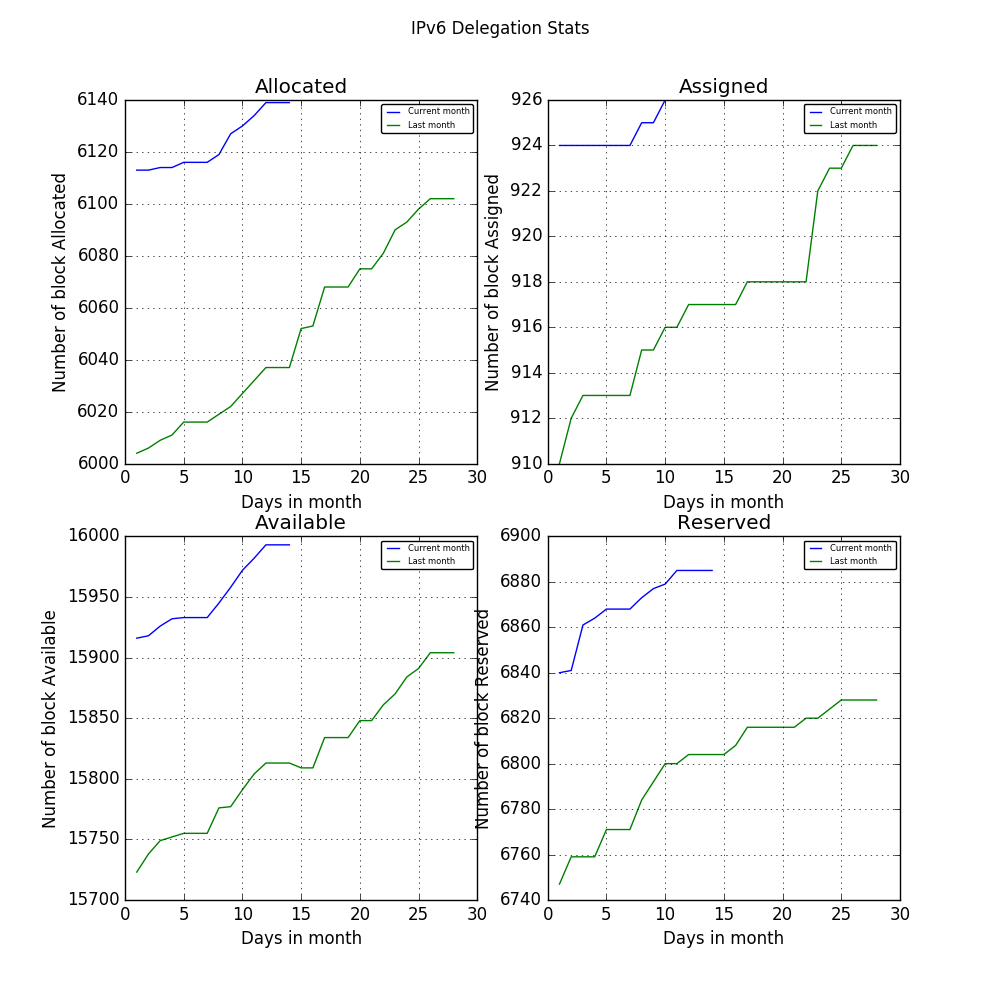 IPv6 Delegation Stats
Allocated
Number of block Allocated
6140
6120
6100
6080
6060
6040
6020
6000
Current month
Last month
0 5 10 15 20 25 30
Days in month
Assigned
Number of block Assigned
926
924
922
920
918
916
914
912
910
Current month
Last month
0 5 10 15 20 25 30
Days in month
Available
Number of block Available
16000
15950
15900
15850
15800
15750
15700
Current month
Last month
0 5 10 15 20 25 30
Days in month
Reserved
Number of block Reserved
6900
6880
6860
6840
6820
6800
6780
6760
6740
Current month
Last month
0 5 10 15 20 25 30
Days in month